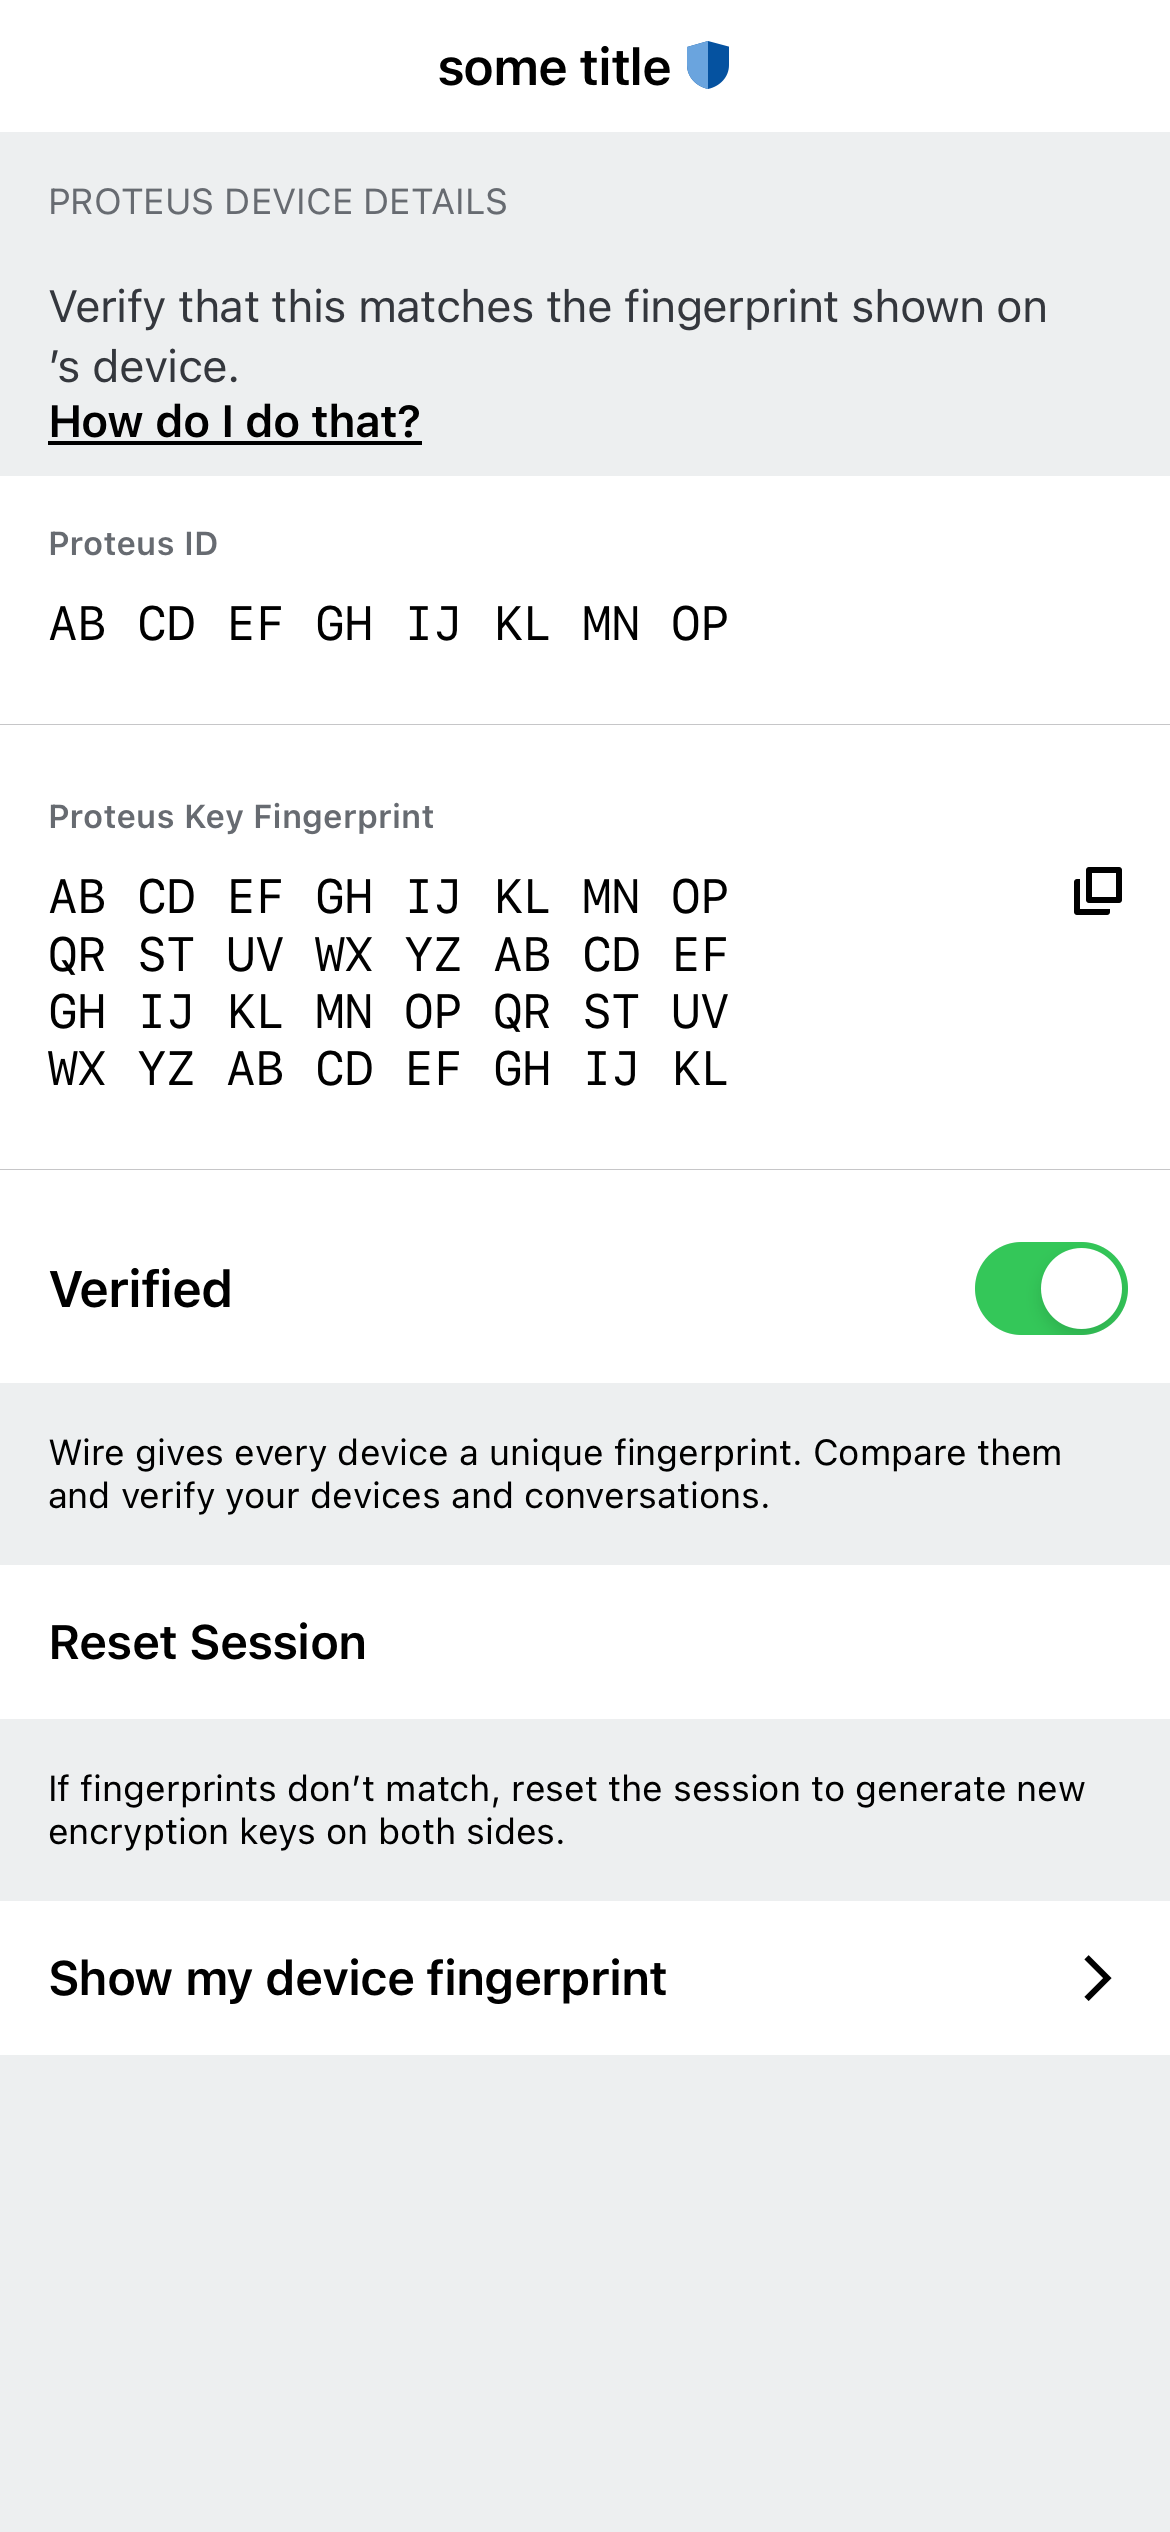 some title
PROTEUS DEVICE DETAILS
Verify that this matches the fingerprint shown on
’s device.
How do I do that?
Proteus ID
AB CD EF GH IJ KL MN OP
Proteus Key Fingerprint
AB CD EF GH IJ KL MN OP
QR ST UV WX YZ AB CD EF
GH IJ KL MN OP QR ST UV
WX YZ AB CD EF GH IJ KL
Verified
Wire gives every device a unique fingerprint. Compare them
and verify your devices and conversations.
Reset Session
If fingerprints don’t match, reset the session to generate new
encryption keys on both sides.
Show my device fingerprint